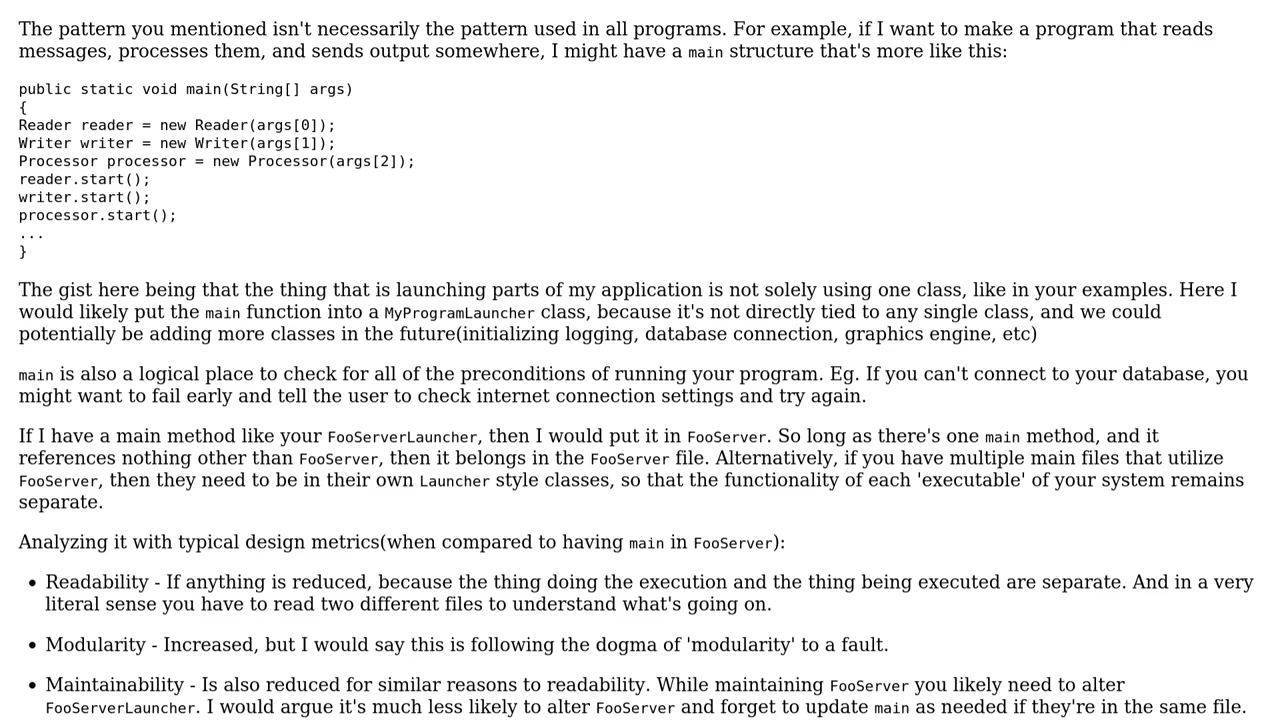 The pattern you mentioned isn't necessarily the pattern used in all programs. For example, if I want to make a program that reads
messages, processes them, and sends output somewhere, I might have a main structure that's more like this:
public static void main(String[] args)
{
Reader reader = new Reader(args[0]);
Writer writer = new Writer(args[1]);
Processor processor = new Processor(args[2]);
reader.start();
writer.start();
processor.start();
...
}
The gist here being that the thing that is launching parts of my application is not solely using one class, like in your examples. Here I
would likely put the main function into a MyProgramLauncher class, because it's not directly tied to any single class, and we could
potentially be adding more classes in the future(initializing logging, database connection, graphics engine, etc)
main is also a logical place to check for all of the preconditions of running your program. Eg. If you can't connect to your database, you
might want to fail early and tell the user to check internet connection settings and try again.
If I have a main method like your FooServerLauncher, then I would put it in FooServer. So long as there's one main method, and it
references nothing other than FooServer, then it belongs in the FooServer file. Alternatively, if you have multiple main files that utilize
FooServer, then they need to be in their own Launcher style classes, so that the functionality of each 'executable' of your system remains
separate.
Analyzing it with typical design metrics(when compared to having main in FooServer):
• Readability - If anything is reduced, because the thing doing the execution and the thing being executed are separate. And in a very
literal sense you have to read two different files to understand what's going on.
• Modularity - Increased, but I would say this is following the dogma of 'modularity' to a fault.
• Maintainability - Is also reduced for similar reasons to readability. While maintaining FooServer you likely need to alter
FooServerLauncher. I would argue it's much less likely to alter FooServer and forget to update main as needed if they're in the same file.